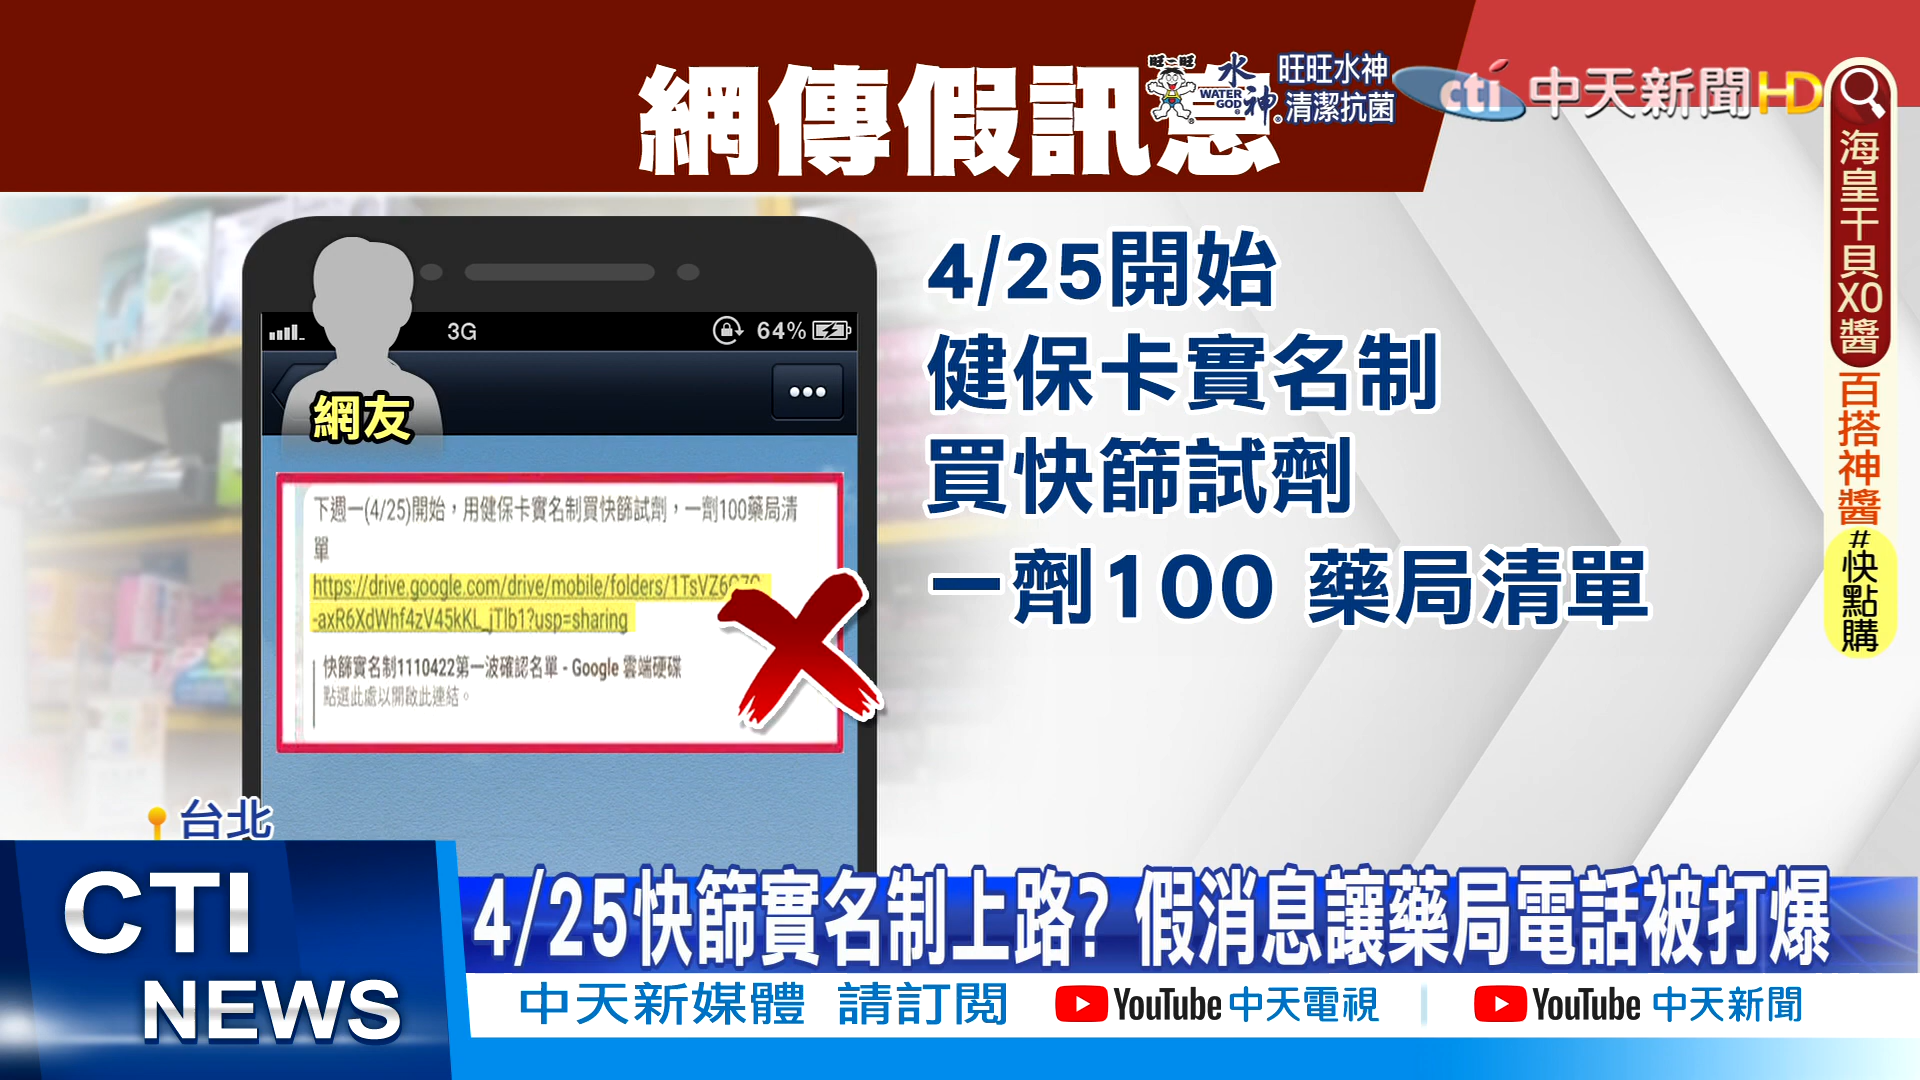 網傳假訊息
旺旺
水神
WATER GOD
旺旺水神
清潔抗菌
cti 中天新聞HD
海皇干貝XO醬
百搭神醬
#快點購
4/25開始
健保卡實名制
買快篩試劑
一劑100 藥局清單
3G
64%
網友
下週一(4/25)開始，用健保卡實名制買快篩試劑，一劑100藥局清
單
https://drive.google.com/drive/mobile/folders/1TsVZ6
-axR6XdWhf4zV45kKL_jTlb1?usp=sharing
快篩實名制1110422第一波確認名單 - Google 雲端硬碟
點選此處以開啟此連結。
台北
CTI
NEWS
4/25快篩實名制上路? 假消息讓藥局電話被打爆
中天新媒體 請訂閱 YouTube 中天電視 | YouTube 中天新聞